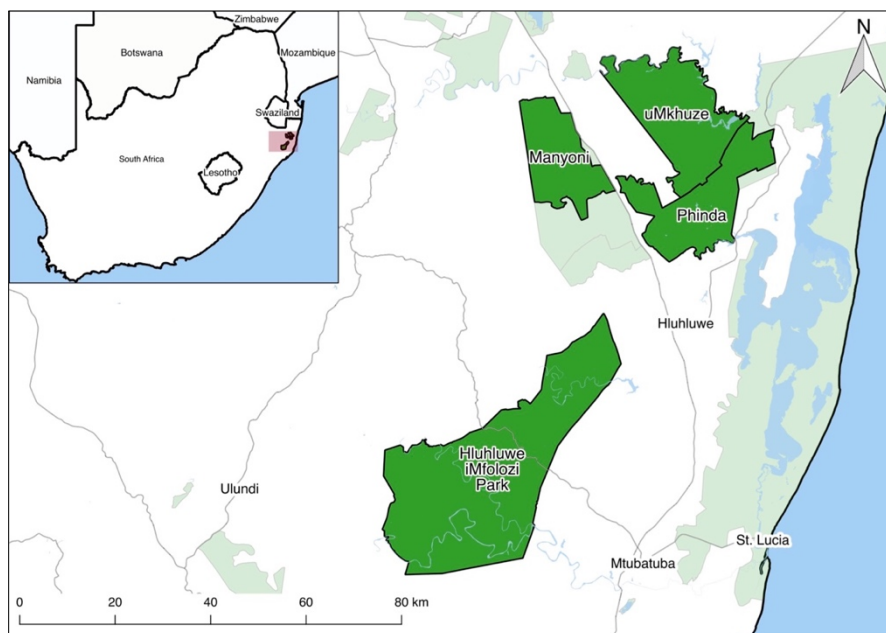 Zimbabwe
Botswana
Mozambique
Namibia
Swaziland
South Africa
Lesotho
N
uMkhuze
Manyoni
Phinda
Hluhluwe
Hluhluwe
iMfolozi
Park
Ulundi
St. Lucia
Mtubatuba
0 20 40 60 80 km